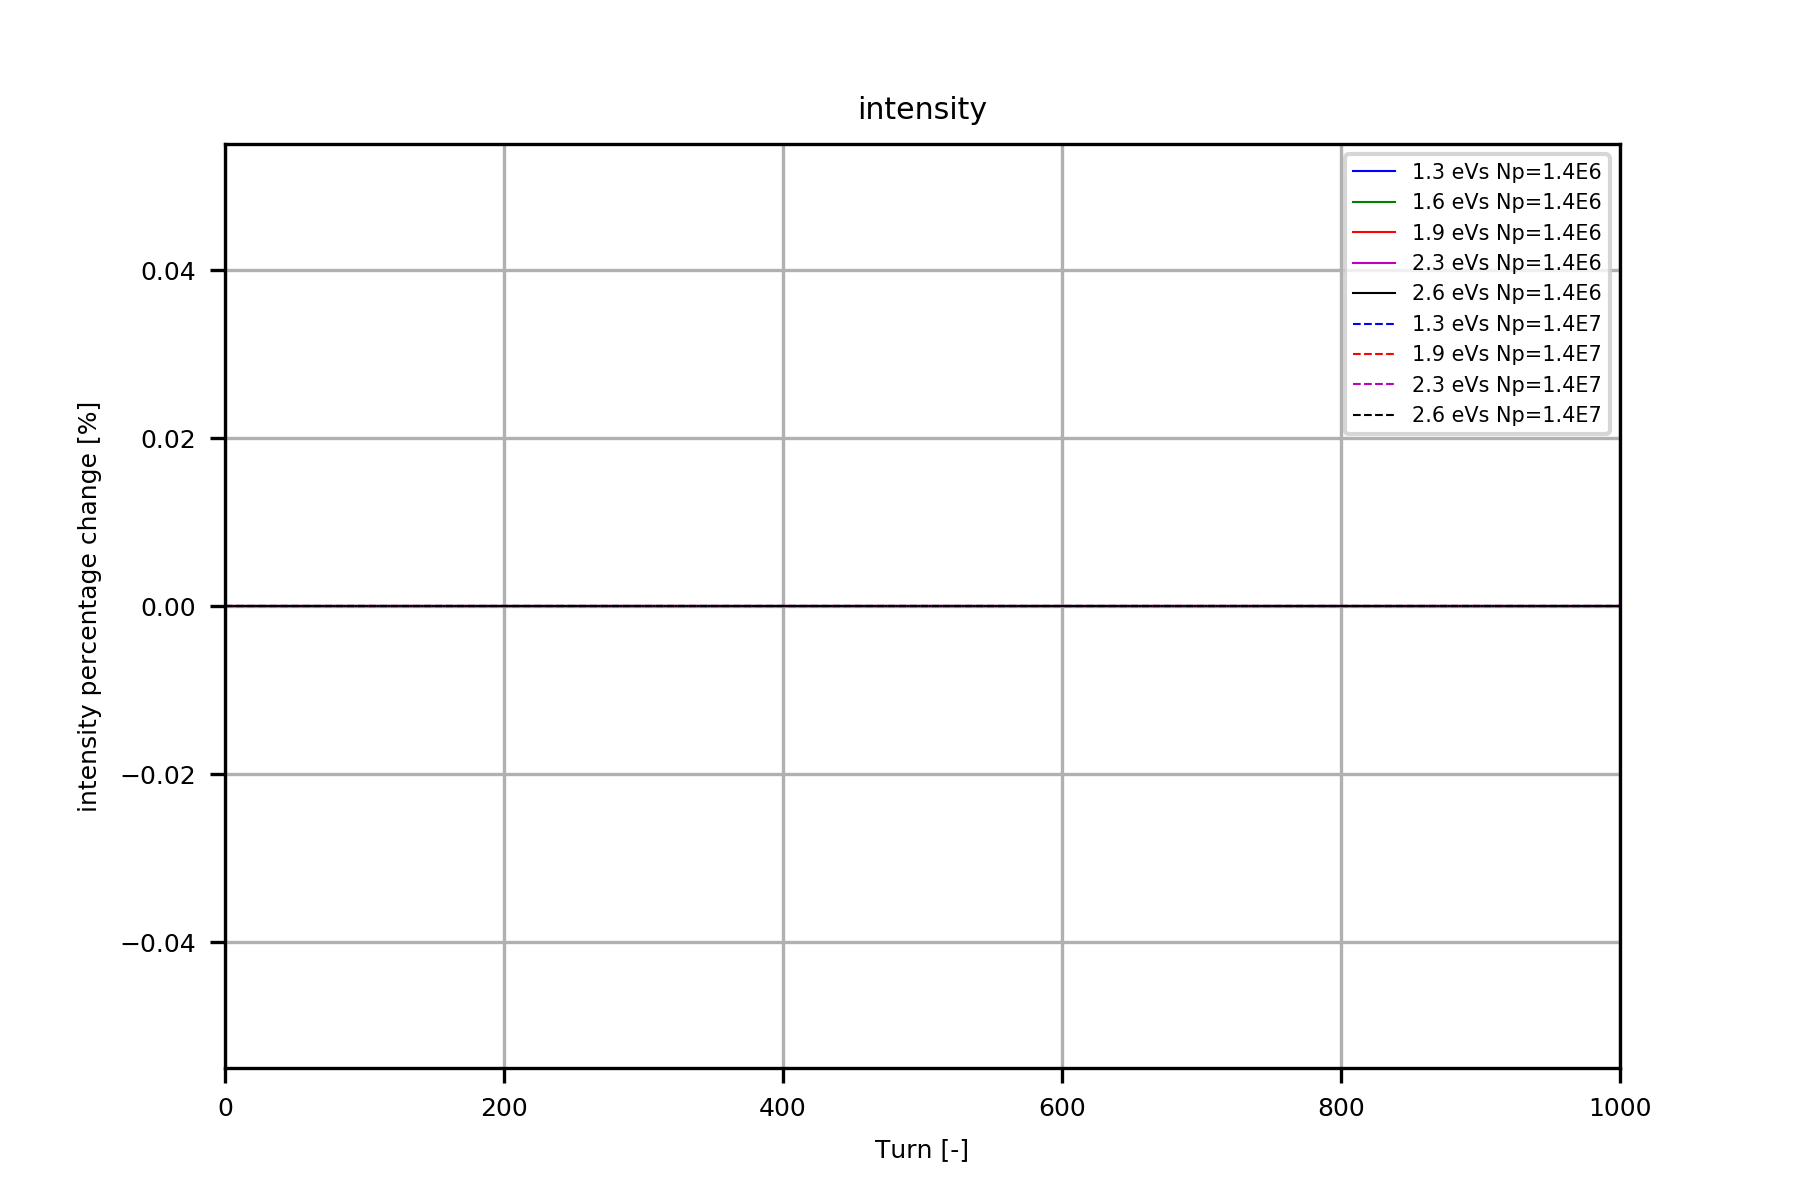 intensity
1.3 eVs Np=1.4E6
1.6 eVs Np=1.4E6
1.9 eVs Np=1.4E6
2.3 eVs Np=1.4E6
2.6 eVs Np=1.4E6
1.3 eVs Np=1.4E7
1.9 eVs Np=1.4E7
2.3 eVs Np=1.4E7
2.6 eVs Np=1.4E7
intensity percentage change [%]
0.04
0.02
0.00
−0.02
−0.04
0 200 400 600 800 1000
Turn [-]